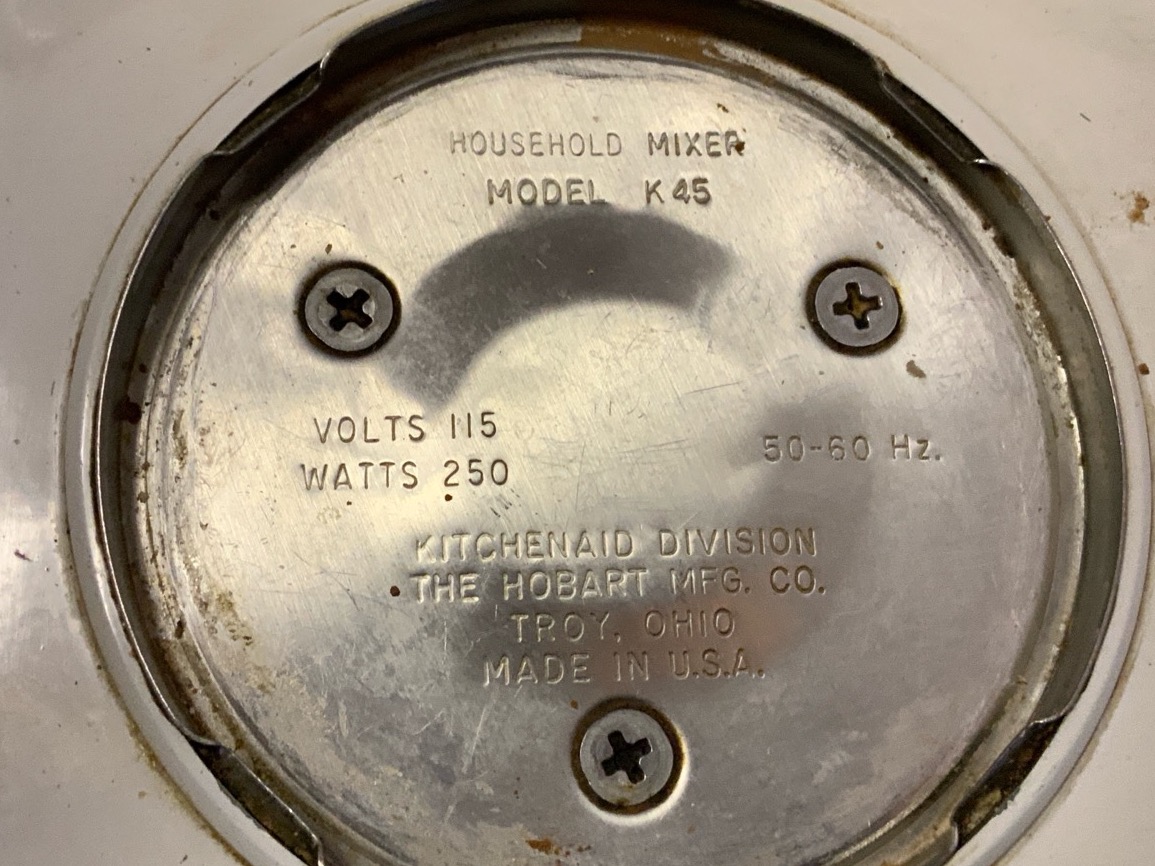 HOUSEHOLD MIXER
MODEL K45
VOLTS 115
WATTS 250
50-60 Hz.
KITCHENAID DIVISION
THE HOBART MFG. CO.
TROY, OHIO
MADE IN U.S.A.